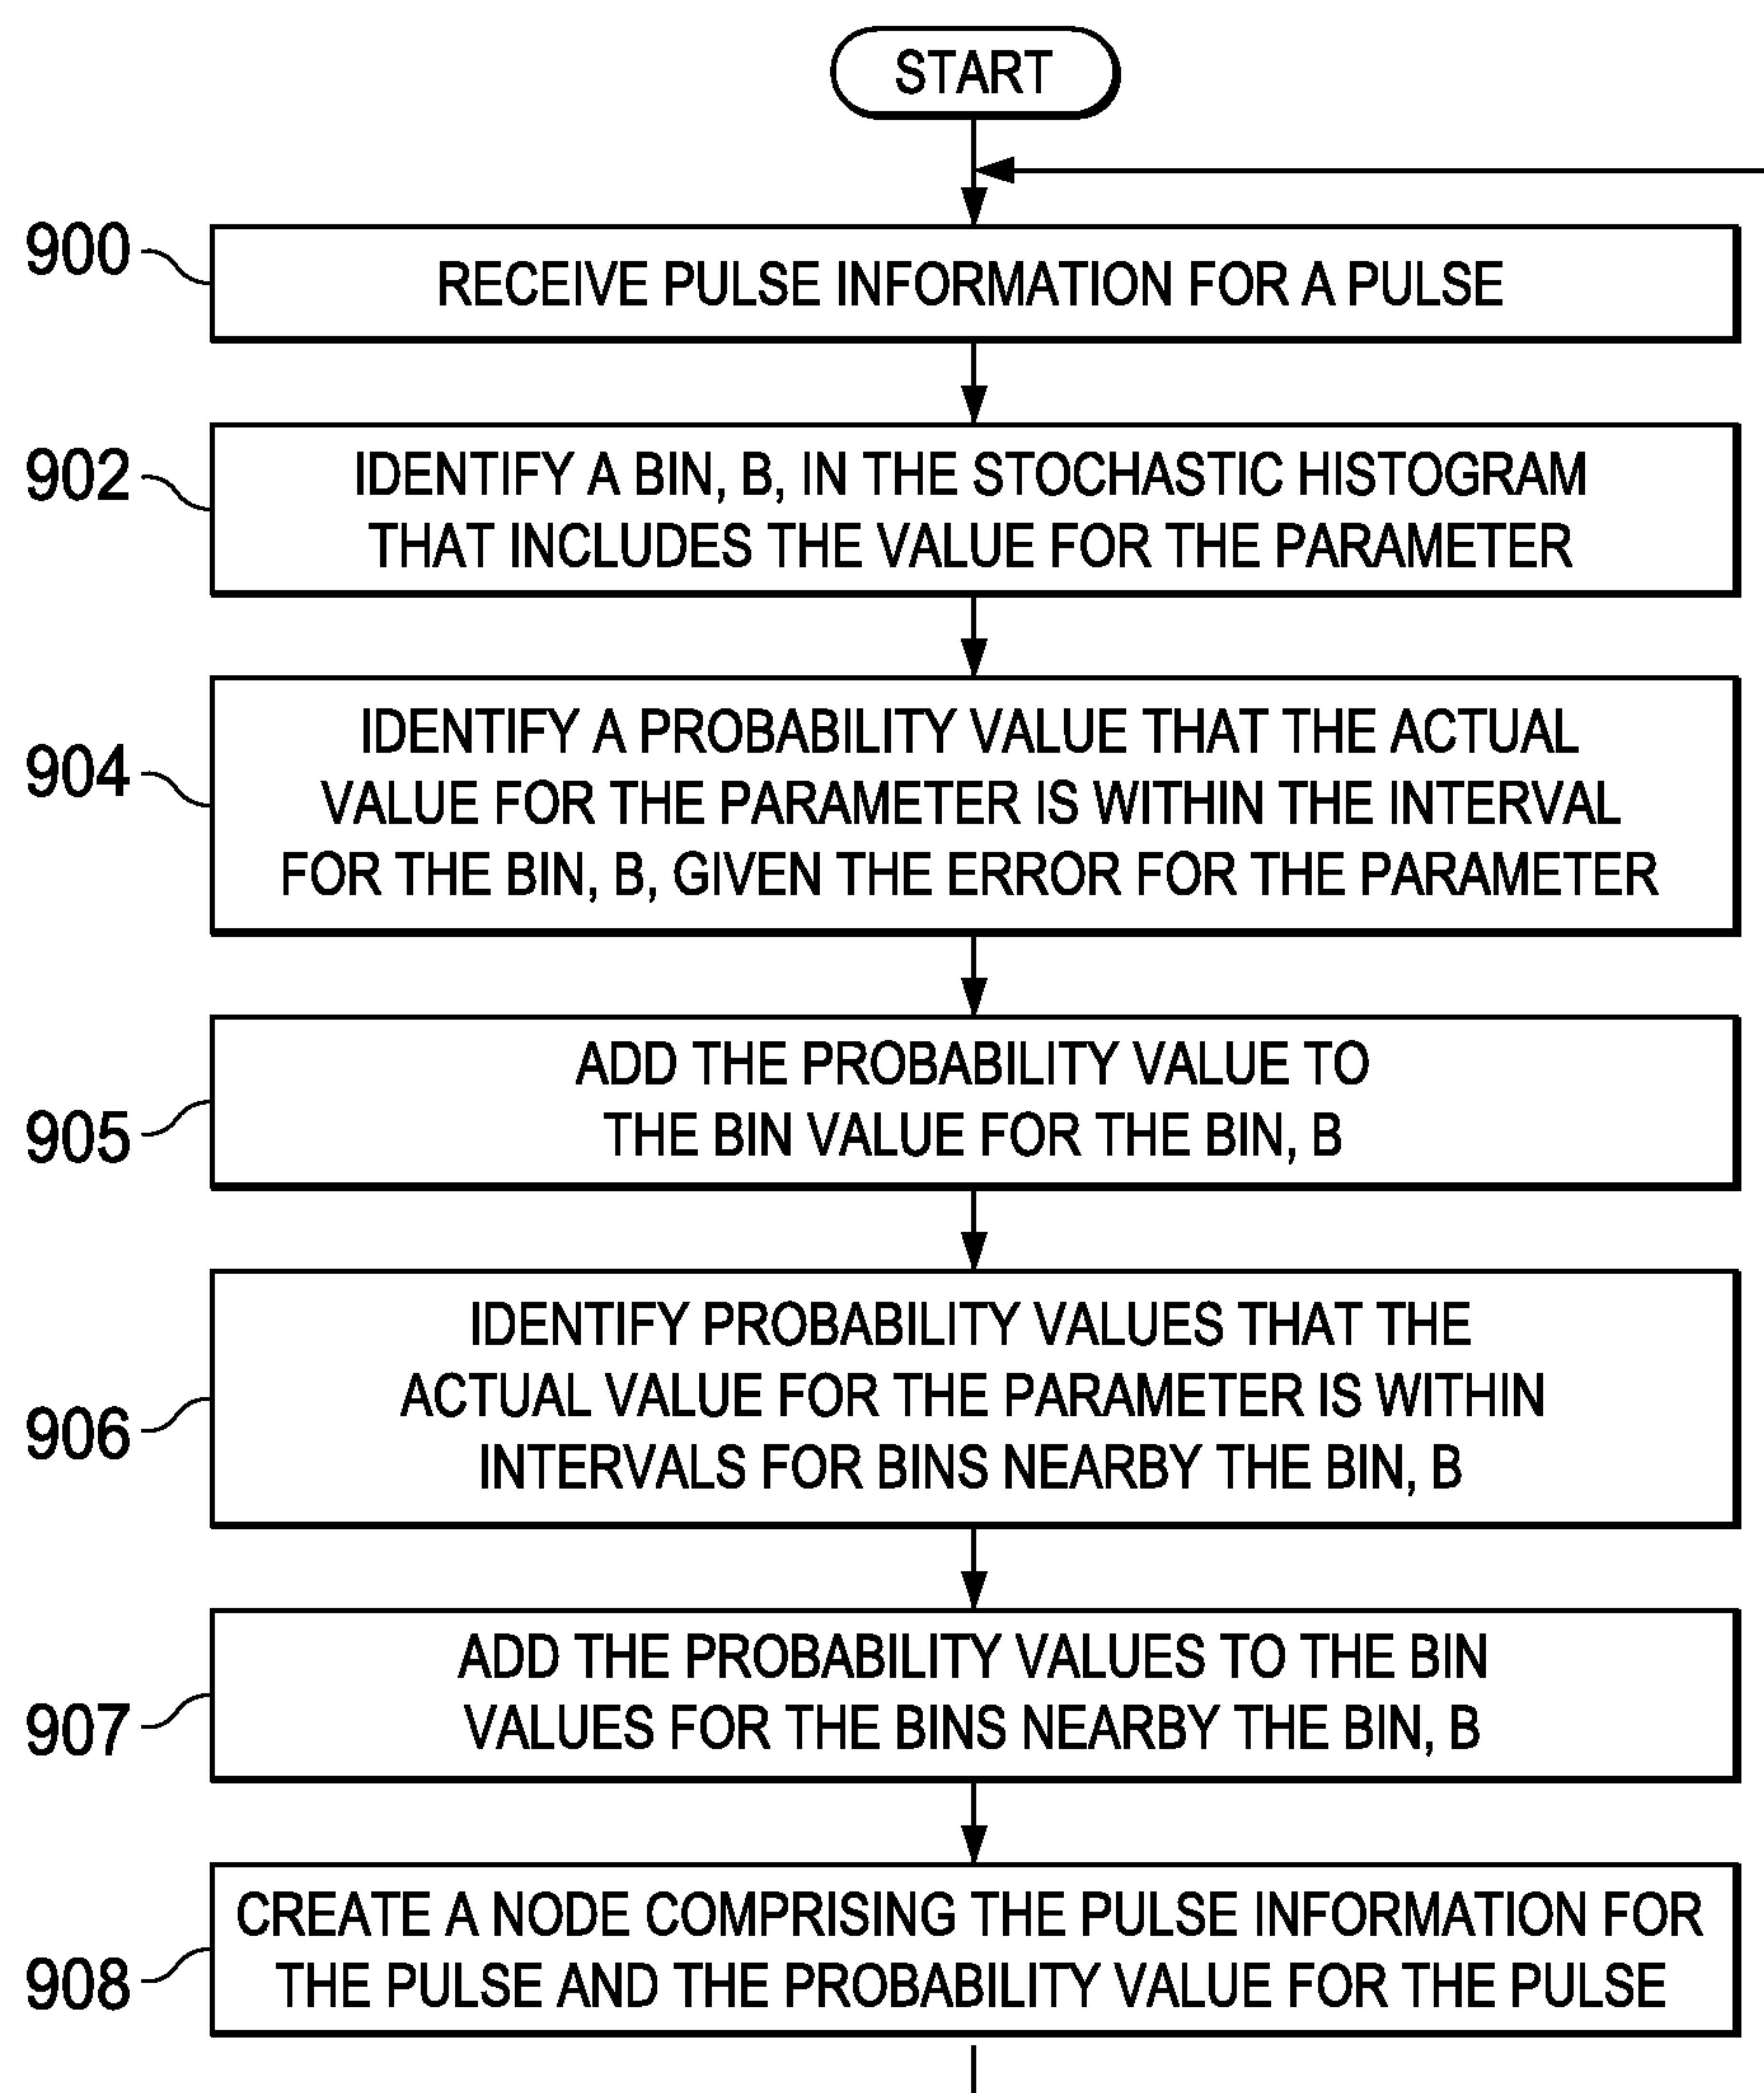 START
900
RECEIVE PULSE INFORMATION FOR A PULSE
902
IDENTIFY A BIN, B, IN THE STOCHASTIC HISTOGRAM
THAT INCLUDES THE VALUE FOR THE PARAMETER
904
IDENTIFY A PROBABILITY VALUE THAT THE ACTUAL
VALUE FOR THE PARAMETER IS WITHIN THE INTERVAL
FOR THE BIN, B, GIVEN THE ERROR FOR THE PARAMETER
905
ADD THE PROBABILITY VALUE TO
THE BIN VALUE FOR THE BIN, B
906
IDENTIFY PROBABILITY VALUES THAT THE
ACTUAL VALUE FOR THE PARAMETER IS WITHIN
INTERVALS FOR BINS NEARBY THE BIN, B
907
ADD THE PROBABILITY VALUES TO THE BIN
VALUES FOR THE BINS NEARBY THE BIN, B
908
CREATE A NODE COMPRISING THE PULSE INFORMATION FOR
THE PULSE AND THE PROBABILITY VALUE FOR THE PULSE